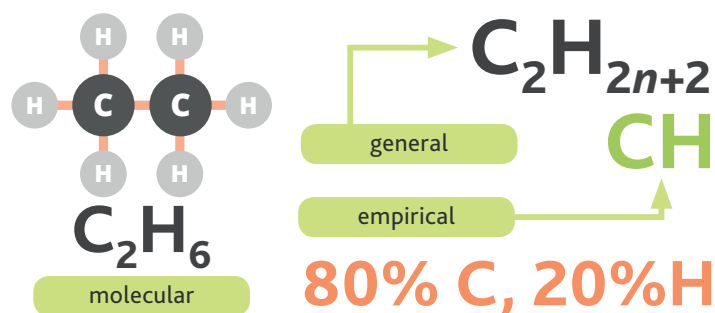 H H
H C C H
H H
C₂H₆
molecular
C₂H₂ₙ₊₂
general
CH
empirical
80% C, 20%H